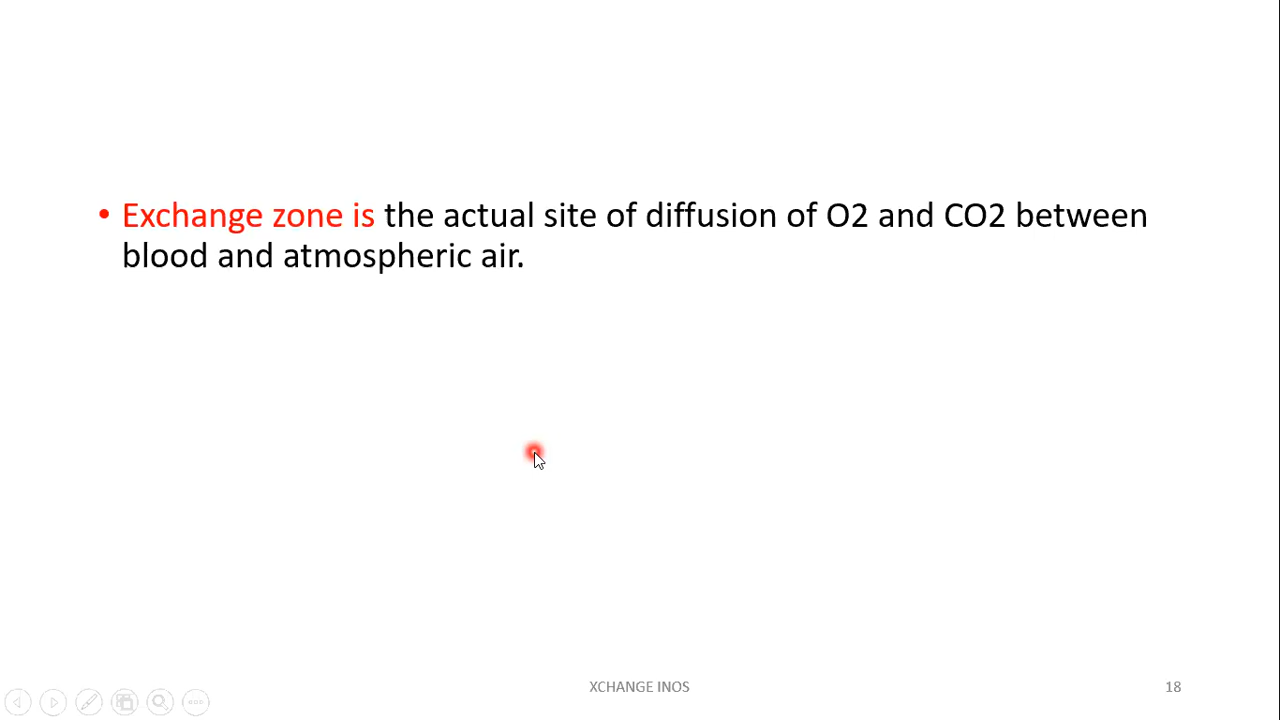 • Exchange zone is the actual site of diffusion of O2 and CO2 between
blood and atmospheric air.
XCHANGE INOS
18